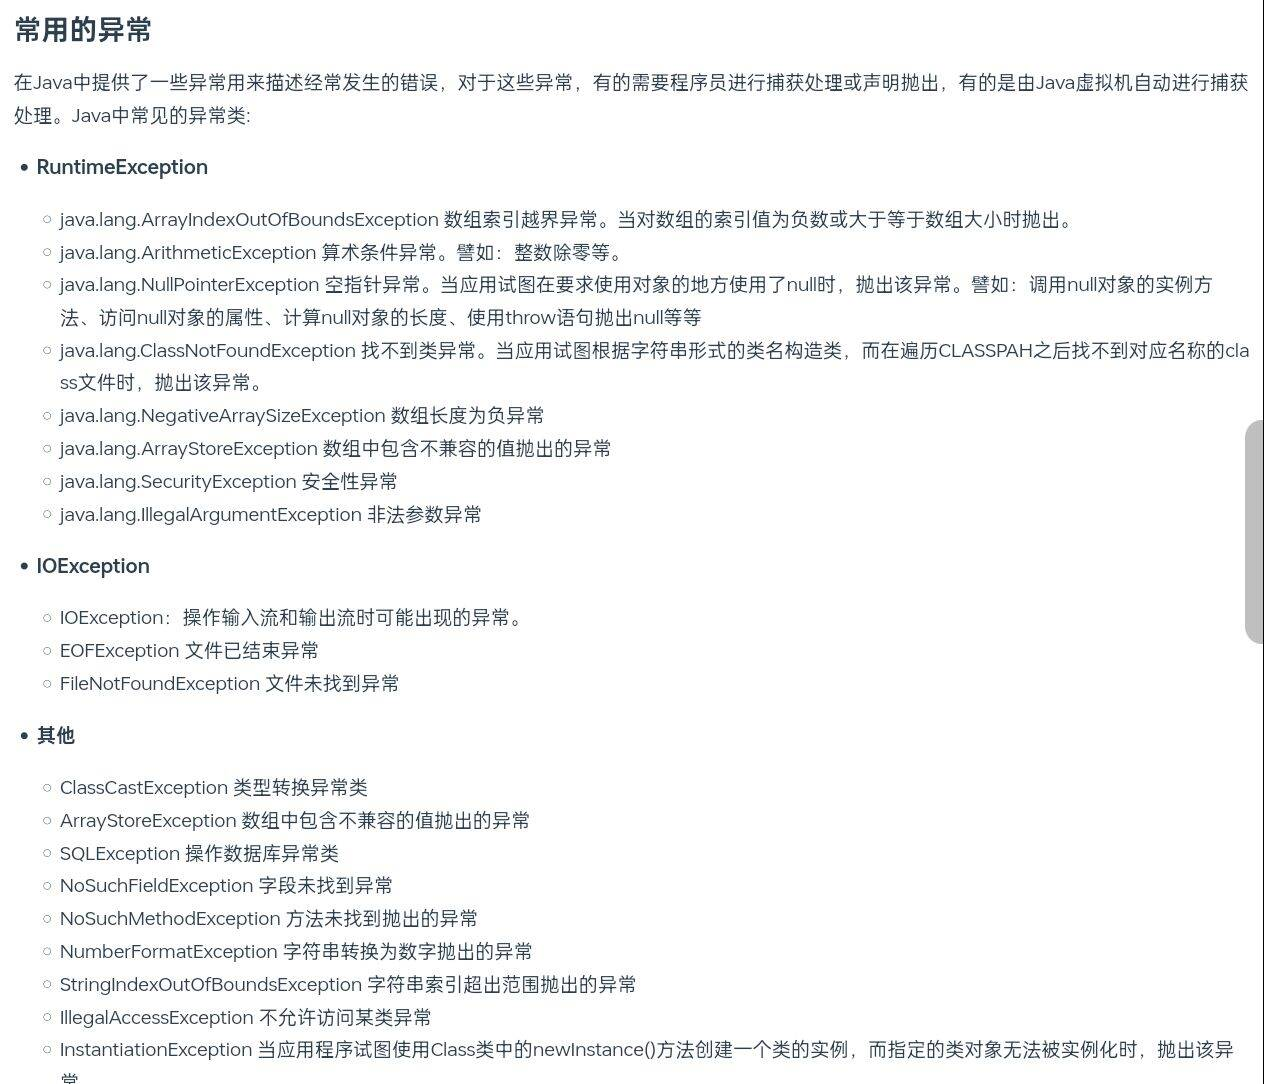 常用的异常
在Java中提供了一些异常用来描述经常发生的错误，对于这些异常，有的需要程序员进行捕获处理或声明抛出，有的是由Java虚拟机自动进行捕获
处理。Java中常见的异常类:
• RuntimeException
○ java.lang.ArrayIndexOutOfBoundsException 数组索引越界异常。当对数组的索引值为负数或大于等于数组大小时抛出。
○ java.lang.ArithmeticException 算术条件异常。譬如：整数除零等。
○ java.lang.NullPointerException 空指针异常。当应用试图在要求使用对象的地方使用了null时，抛出该异常。譬如：调用null对象的实例方
法、访问null对象的属性、计算null对象的长度、使用throw语句抛出null等等
○ java.lang.ClassNotFoundException 找不到类异常。当应用试图根据字符串形式的类名构造类，而在遍历CLASSPAH之后找不到对应名称的cla
ss文件时，抛出该异常。
○ java.lang.NegativeArraySizeException 数组长度为负异常
○ java.lang.ArrayStoreException 数组中包含不兼容的值抛出的异常
○ java.lang.SecurityException 安全性异常
○ java.lang.IllegalArgumentException 非法参数异常
• IOException
○ IOException：操作输入流和输出流时可能出现的异常。
○ EOFException 文件已结束异常
○ FileNotFoundException 文件未找到异常
• 其他
○ ClassCastException 类型转换异常类
○ ArrayStoreException 数组中包含不兼容的值抛出的异常
○ SQLException 操作数据库异常类
○ NoSuchFieldException 字段未找到异常
○ NoSuchMethodException 方法未找到抛出的异常
○ NumberFormatException 字符串转换为数字抛出的异常
○ StringIndexOutOfBoundsException 字符串索引超出范围抛出的异常
○ IllegalAccessException 不允许访问某类异常
○ InstantiationException 当应用程序试图使用Class类中的newInstance()方法创建一个类的实例，而指定的类对象无法被实例化时，抛出该异
常